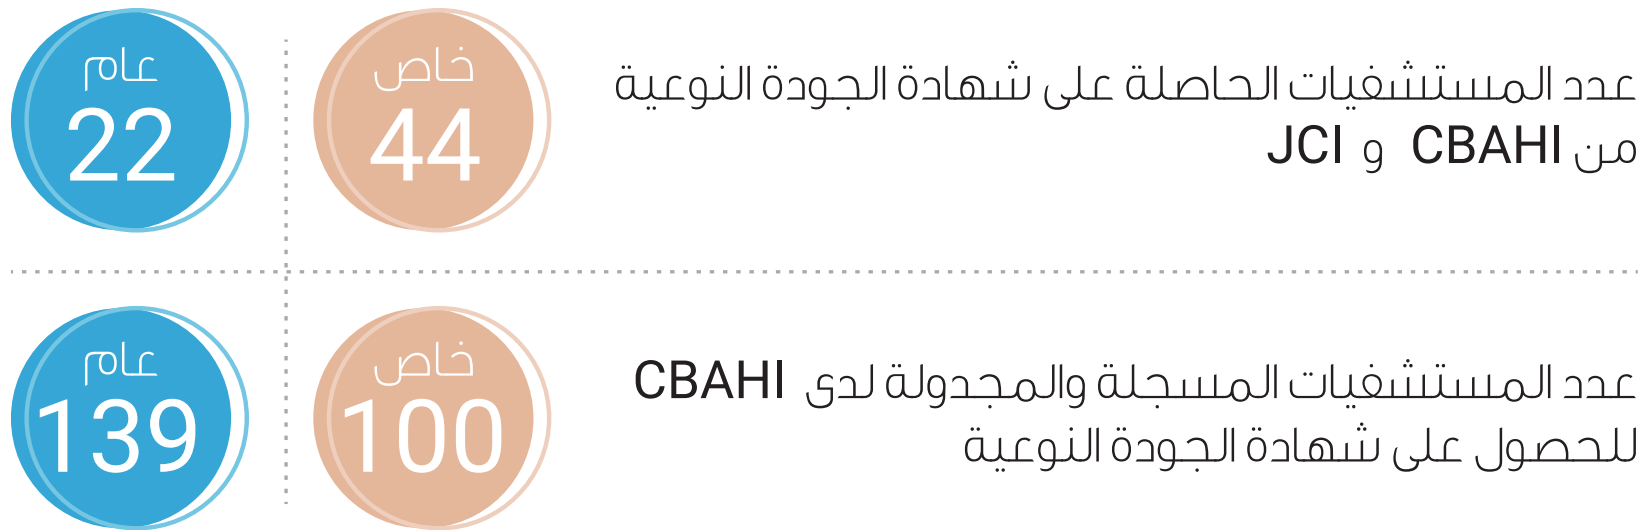 عدد المستشفيات الحاصلة على شهادة الجودة النوعية
من CBAHI و JCI
خاص
44
عام
22
عدد المستشفيات المسجلة والمجدولة لدى CBAHI
للحصول على شهادة الجودة النوعية
خاص
100
عام
139